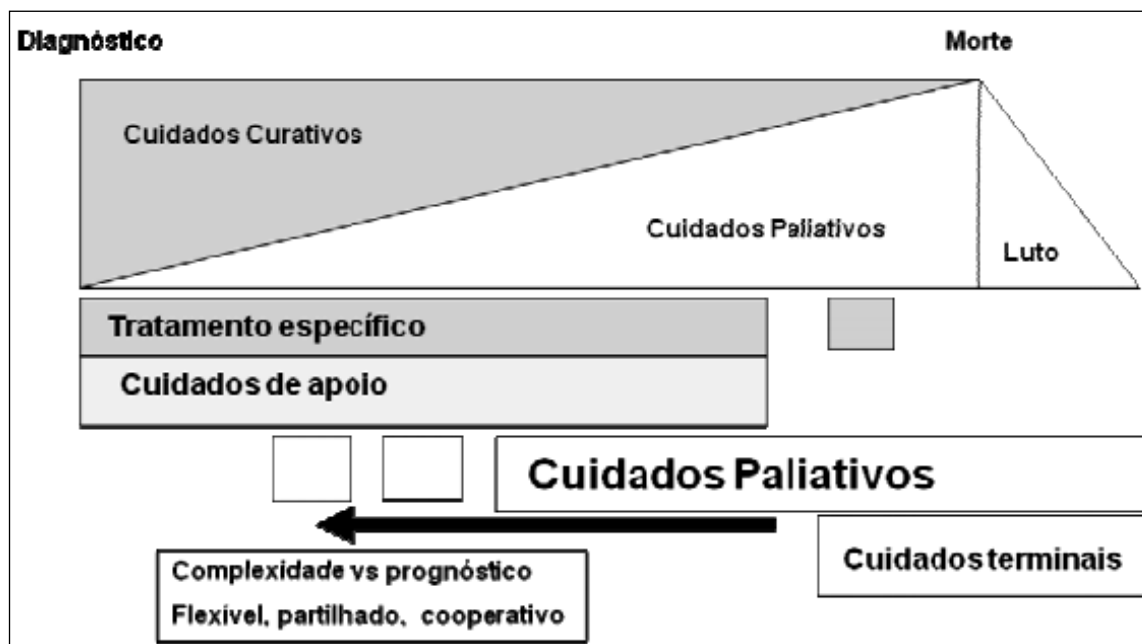 Diagnóstico
Morte
Cuidados Curativos
Cuidados Paliativos
Luto
Tratamento específico
Cuidados de apoio
Cuidados Paliativos
Cuidados terminais
Complexidade vs prognóstico
Flexível, partilhado, cooperativo